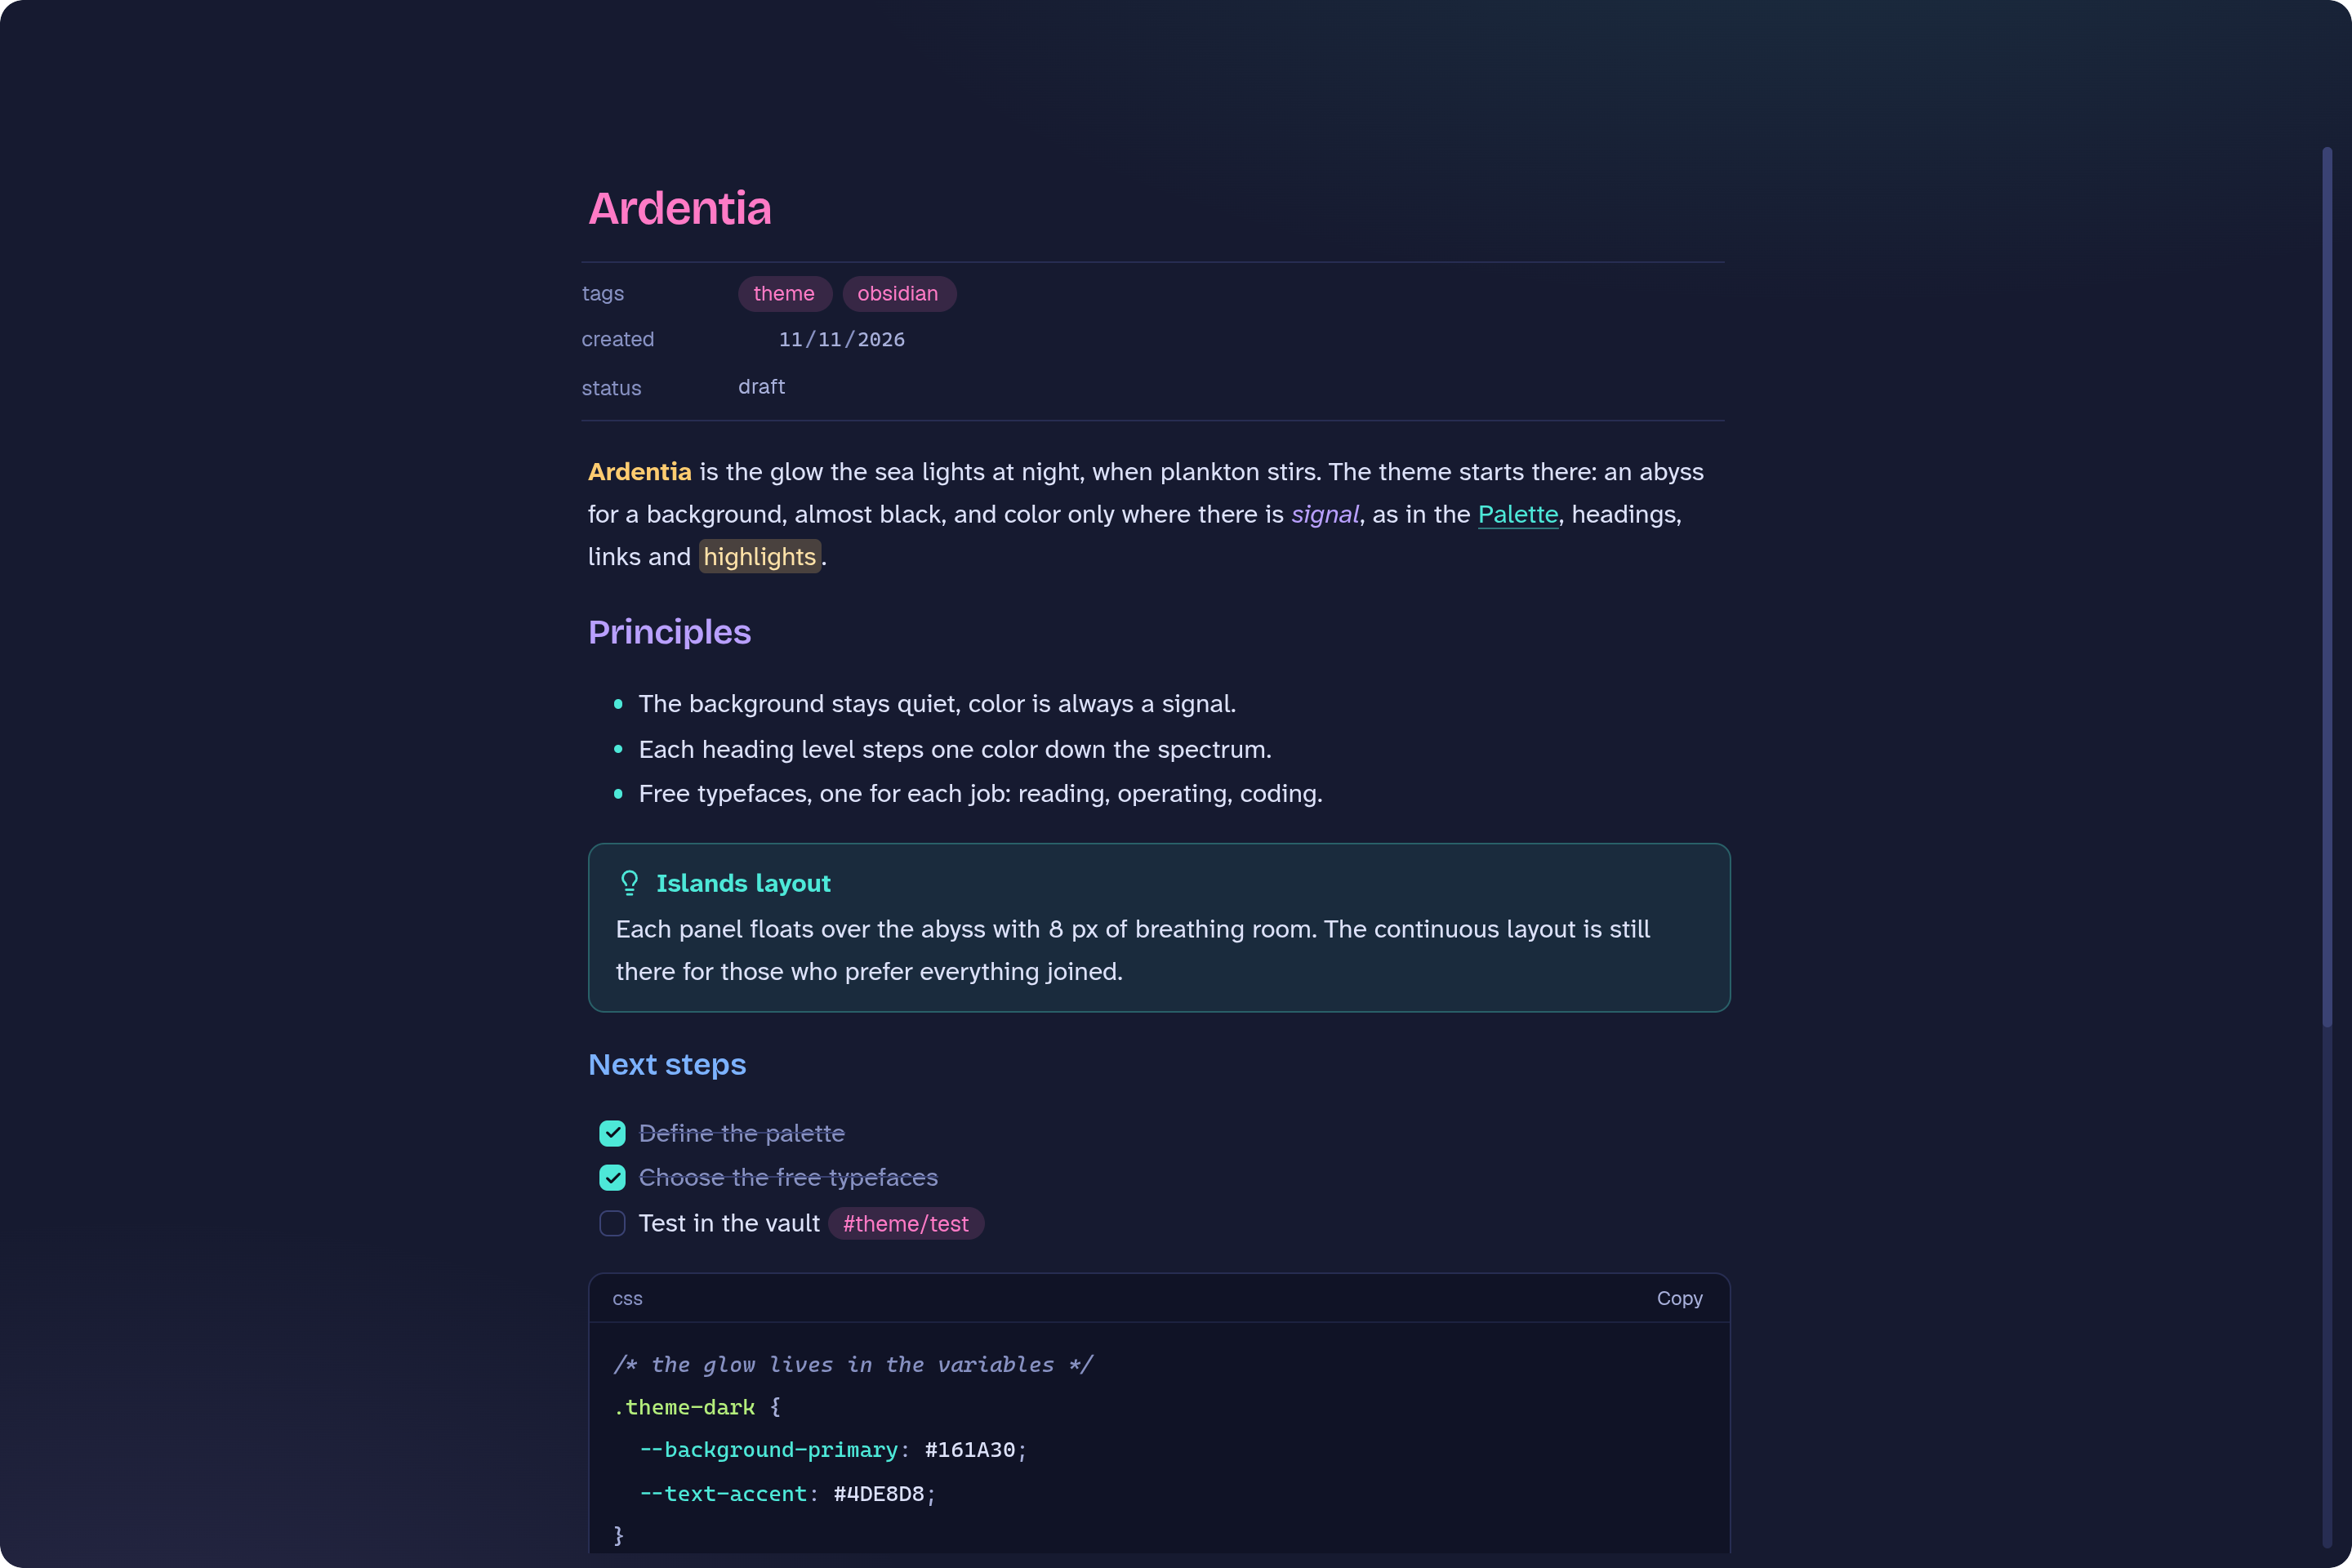 Ardentia
tags theme obsidian
created 11/11/2026
status draft
Ardentia is the glow the sea lights at night, when plankton stirs. The theme starts there: an abyss
for a background, almost black, and color only where there is signal, as in the Palette, headings,
links and highlights.
Principles
• The background stays quiet, color is always a signal.
• Each heading level steps one color down the spectrum.
• Free typefaces, one for each job: reading, operating, coding.
Islands layout
Each panel floats over the abyss with 8 px of breathing room. The continuous layout is still
there for those who prefer everything joined.
Next steps
Define the palette
Choose the free typefaces
Test in the vault #theme/test
css Copy
/* the glow lives in the variables */
.theme-dark {
  --background-primary: #161A30;
  --text-accent: #4DE8D8;
}